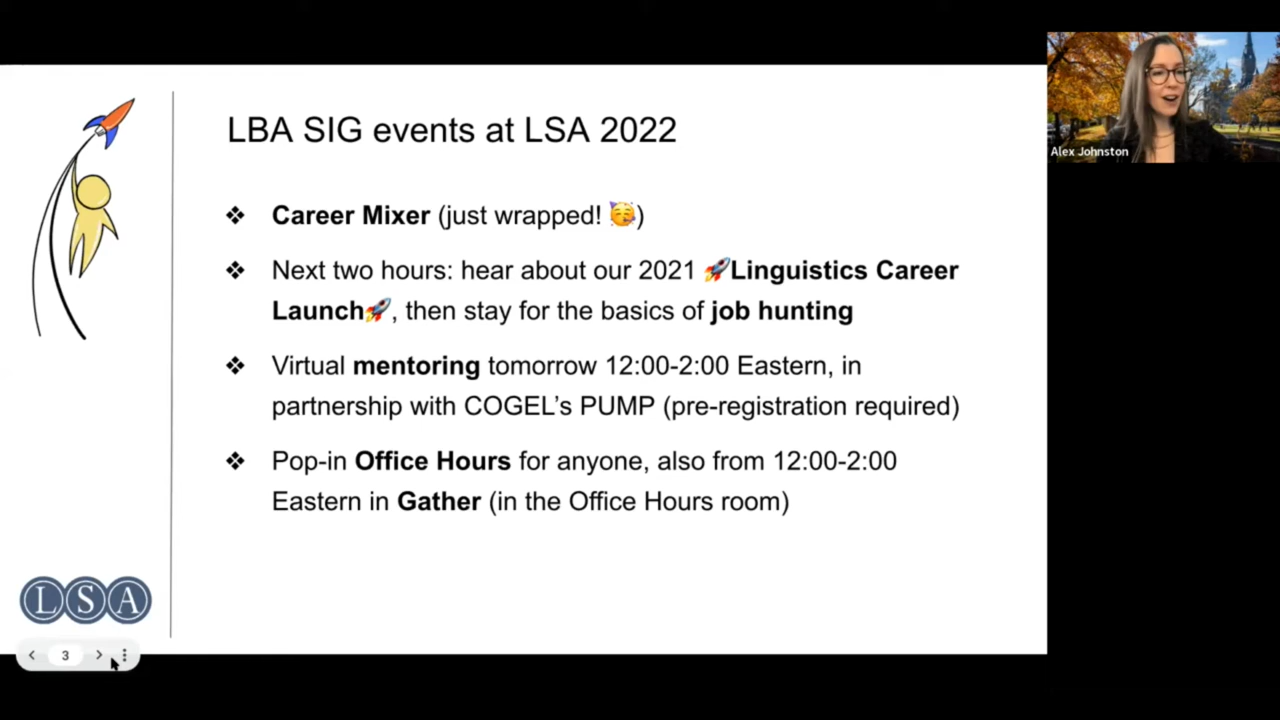 LBA SIG events at LSA 2022
❖ Career Mixer (just wrapped! 🥳)
❖ Next two hours: hear about our 2021 🚀Linguistics Career
Launch🚀, then stay for the basics of job hunting
❖ Virtual mentoring tomorrow 12:00-2:00 Eastern, in
partnership with COGEL’s PUMP (pre-registration required)
❖ Pop-in Office Hours for anyone, also from 12:00-2:00
Eastern in Gather (in the Office Hours room)
LSA
3
Alex Johnston